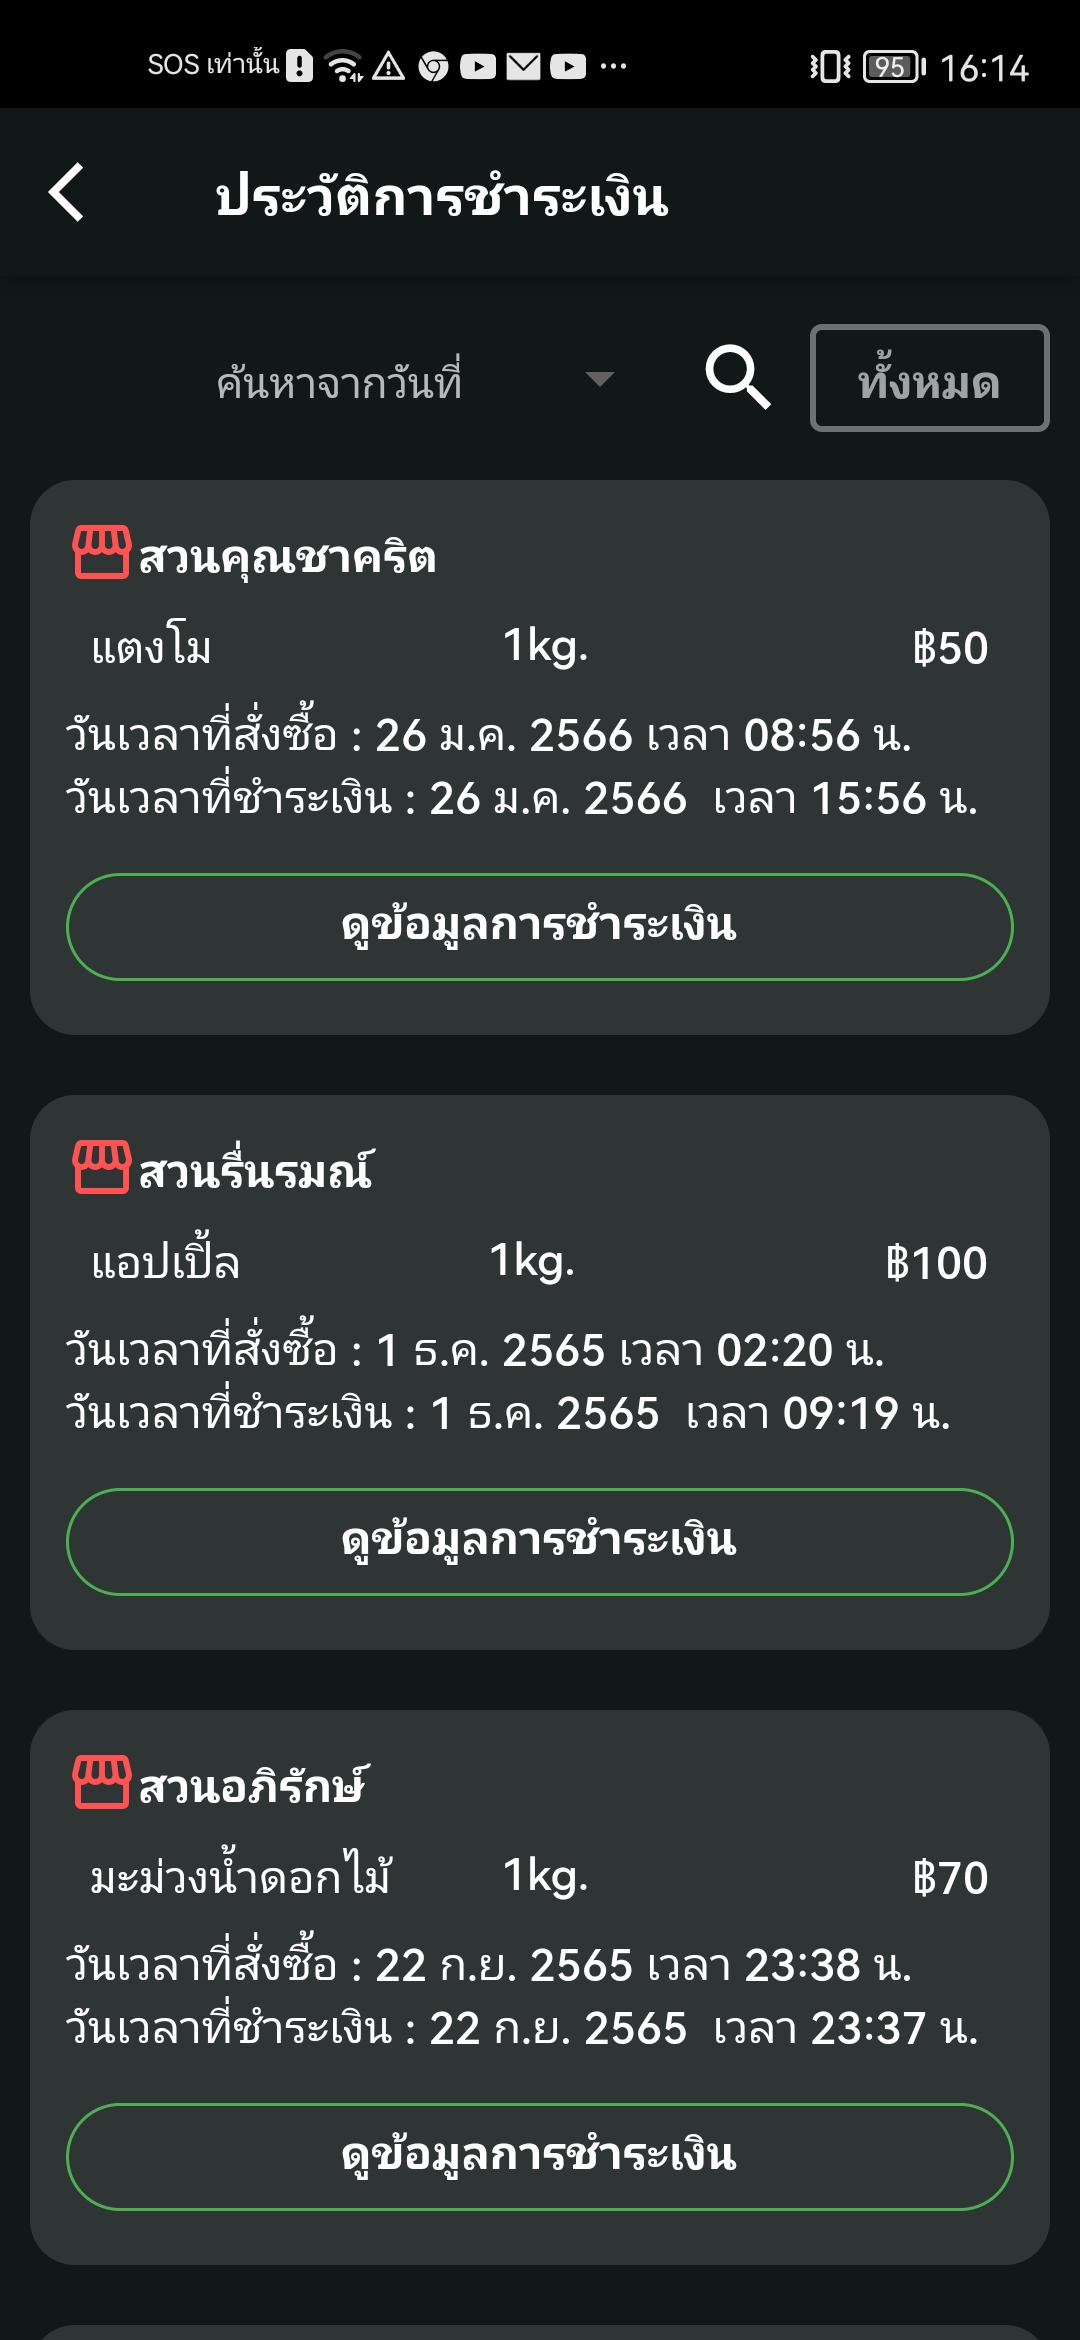 SOS เท่านั้น 95 16:14
ประวัติการชำระเงิน
ค้นหาจากวันที่ ทั้งหมด
สวนคุณชาคริต
แตงโม 1kg. ฿50
วันเวลาที่สั่งซื้อ : 26 ม.ค. 2566 เวลา 08:56 น.
วันเวลาที่ชำระเงิน : 26 ม.ค. 2566 เวลา 15:56 น.
ดูข้อมูลการชำระเงิน
สวนรื่นรมณ์
แอปเปิ้ล 1kg. ฿100
วันเวลาที่สั่งซื้อ : 1 ธ.ค. 2565 เวลา 02:20 น.
วันเวลาที่ชำระเงิน : 1 ธ.ค. 2565 เวลา 09:19 น.
ดูข้อมูลการชำระเงิน
สวนอภิรักษ์
มะม่วงน้ำดอกไม้ 1kg. ฿70
วันเวลาที่สั่งซื้อ : 22 ก.ย. 2565 เวลา 23:38 น.
วันเวลาที่ชำระเงิน : 22 ก.ย. 2565 เวลา 23:37 น.
ดูข้อมูลการชำระเงิน